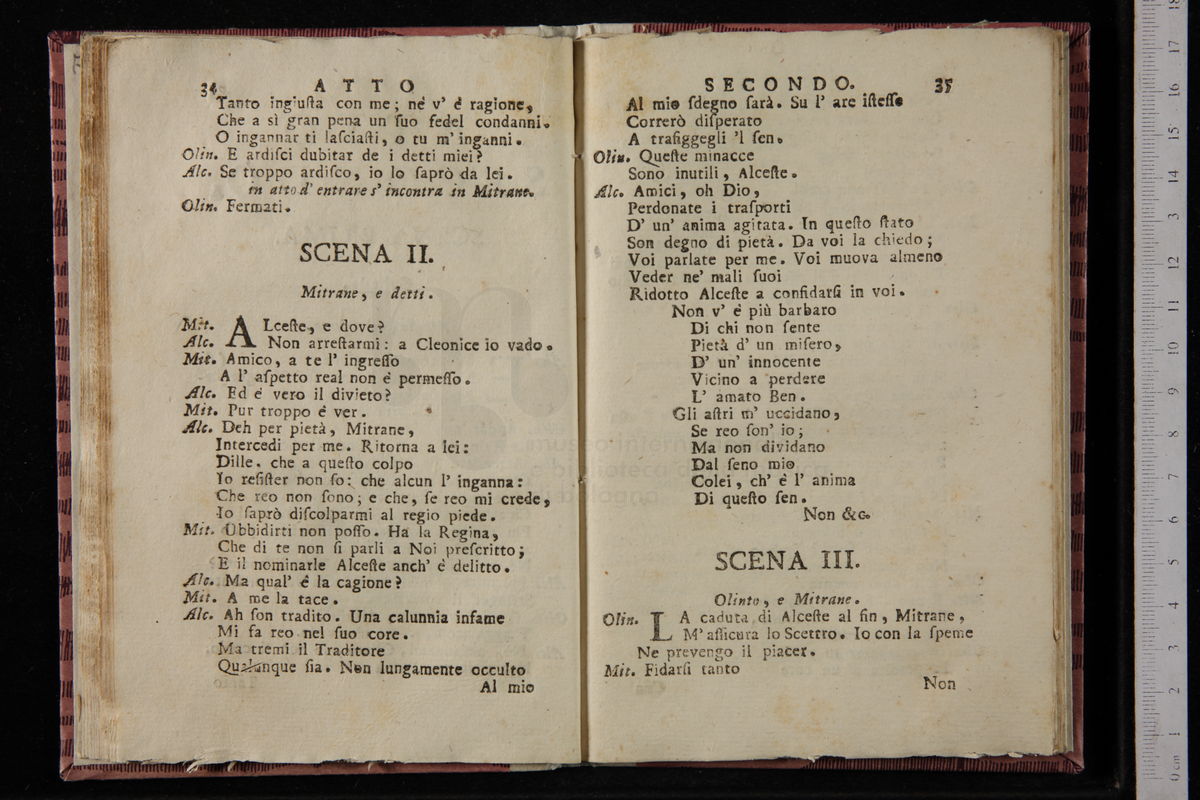 34 ATTO
Tanto ingiuſta con me; nè v' è ragione,
Che a sì gran pena un ſuo fedel condanni.
O ingannar ti laſciaſti, o tu m' inganni.
Olin. E ardiſci dubitar de i detti miei?
Alc. Se troppo ardiſco, io lo ſaprò da lei.
in atto d' entrare s' incontra in Mitrane.
Olin. Fermati.
SCENA II.
Mitrane, e detti.
Mit. ALceſte, e dove?
Alc. Non arreſtarmi: a Cleonice io vado.
Mit. Amico, a te l' ingreſſo
A l' aſpetto real non è permeſſo.
Alc. Ed è vero il divieto?
Mit. Pur troppo è ver.
Alc. Deh per pietà, Mitrane,
Intercedi per me. Ritorna a lei:
Dille, che a queſto colpo
Io reſiſter non ſo: che alcun l' inganna:
Che reo non ſono; e che, ſe reo mi crede,
Io ſaprò diſcolparmi al regio piede.
Mit. Ubbidirti non poſſo. Ha la Regina,
Che di te non ſi parli a Noi preſcritto;
E il nominarle Alceſte anch' è delitto.
Alc. Ma qual' è la cagione?
Mit. A me la tace.
Alc. Ah ſon tradito. Una calunnia infame
Mi fa reo nel ſuo core.
Ma tremi il Traditore
Qualunque ſia. Non lungamente occulto
Al mio
SECONDO. 35
Al mio ſdegno ſarà. Su l' are iſteſſe
Correrò diſperato
A trafiggegli 'l ſen.
Olin. Queſte minacce
Sono inutili, Alceſte.
Alc. Amici, oh Dio,
Perdonate i traſporti
D' un' anima agitata. In queſto ſtato
Son degno di pietà. Da voi la chiedo;
Voi parlate per me. Voi muova almeno
Veder ne' mali ſuoi
Ridotto Alceſte a confidarſi in voi.
Non v' è più barbaro
Di chi non ſente
Pietà d' un miſero,
D' un' innocente
Vicino a perdere
L' amato Ben.
Gli aſtri m' uccidano,
Se reo ſon' io;
Ma non dividano
Dal ſeno mio
Colei, ch' è l' anima
Di queſto ſen.
Non &c.
SCENA III.
Olinto, e Mitrane.
Olin. LA caduta di Alceſte al fin, Mitrane,
M' aſſicura lo Scettro. Io con la ſpeme
Ne prevengo il piacer.
Mit. Fidarſi tanto
Non